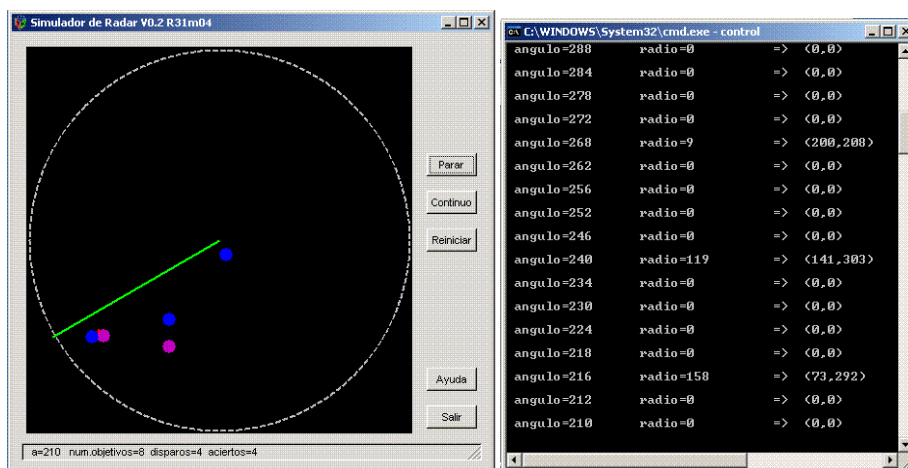 Simulador de Radar V0.2 R31m04
Parar
Continuo
Reiniciar
Ayuda
Salir
a=210 num.objetivos=8 disparos=4 aciertos=4
C:\WINDOWS\System32\cmd.exe - control
angulo=288 radio=0 => (0,0)
angulo=284 radio=0 => (0,0)
angulo=278 radio=0 => (0,0)
angulo=272 radio=0 => (0,0)
angulo=268 radio=9 => (200,208)
angulo=262 radio=0 => (0,0)
angulo=256 radio=0 => (0,0)
angulo=252 radio=0 => (0,0)
angulo=246 radio=0 => (0,0)
angulo=240 radio=119 => (141,303)
angulo=234 radio=0 => (0,0)
angulo=230 radio=0 => (0,0)
angulo=224 radio=0 => (0,0)
angulo=218 radio=0 => (0,0)
angulo=216 radio=158 => (73,292)
angulo=212 radio=0 => (0,0)
angulo=210 radio=0 => (0,0)